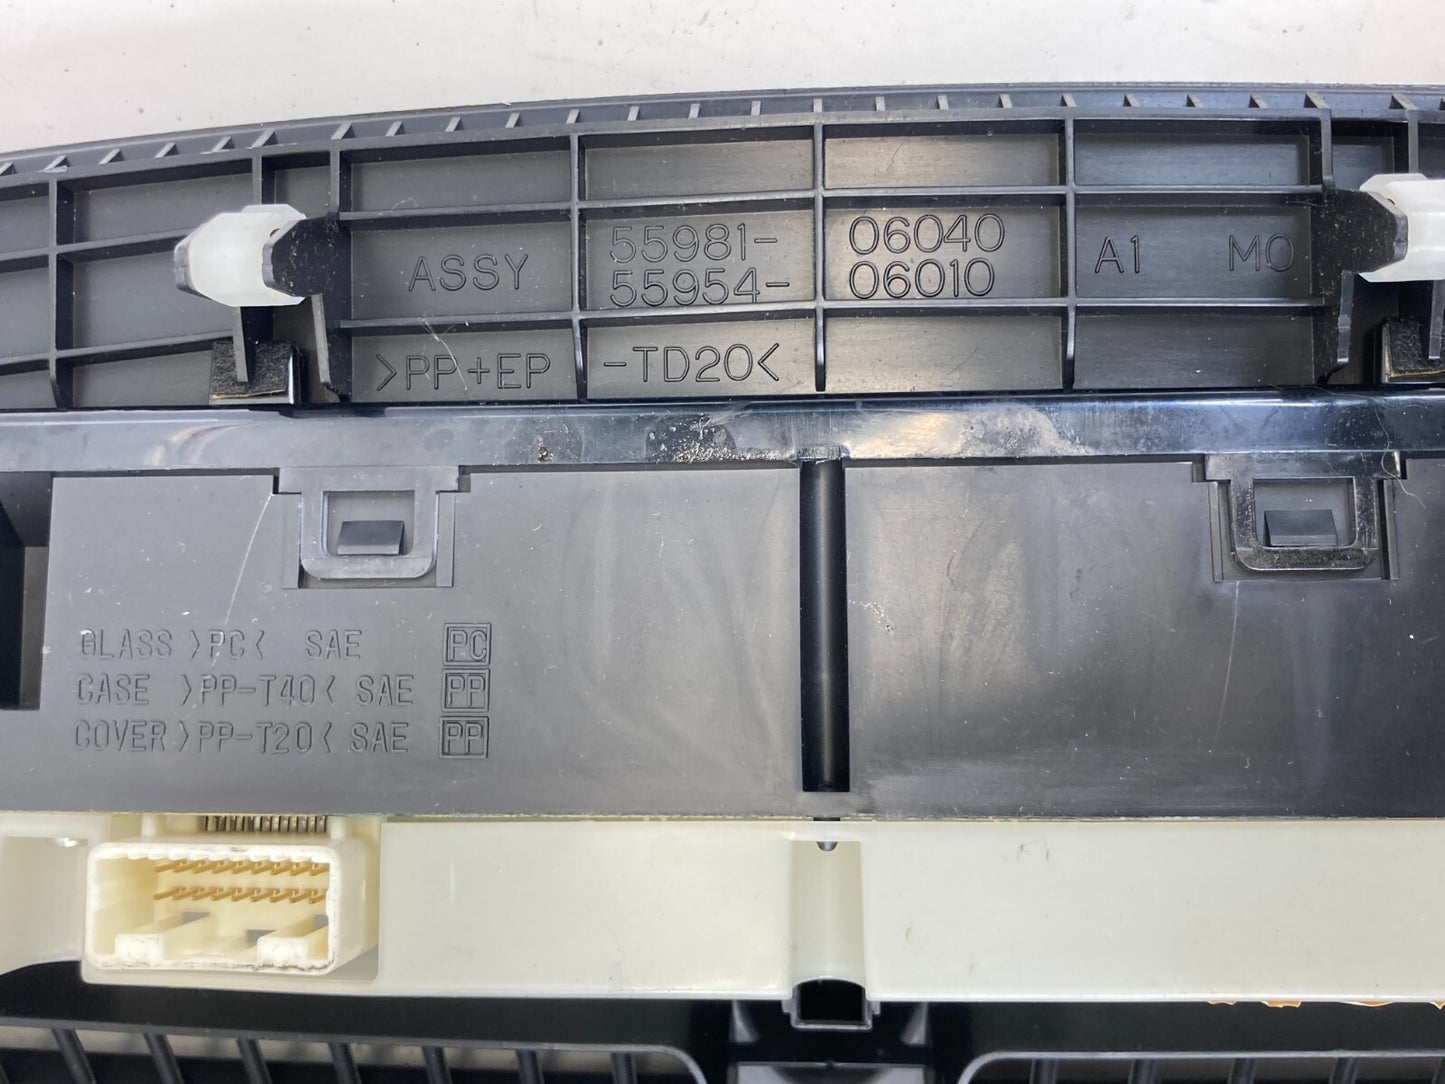 55981- 06040
ASSY 55954- 06010 A1 MO
>PP+EP -TD20<
GLASS >PC< SAE PC
CASE >PP-T40< SAE PP
COVER >PP-T20< SAE PP